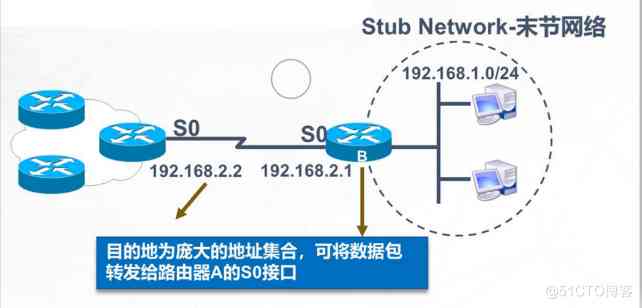 Stub Network-末节网络
192.168.1.0/24
S0
S0
B
192.168.2.2
192.168.2.1
目的地为庞大的地址集合，可将数据包
转发给路由器A的S0接口
@51CTO博客